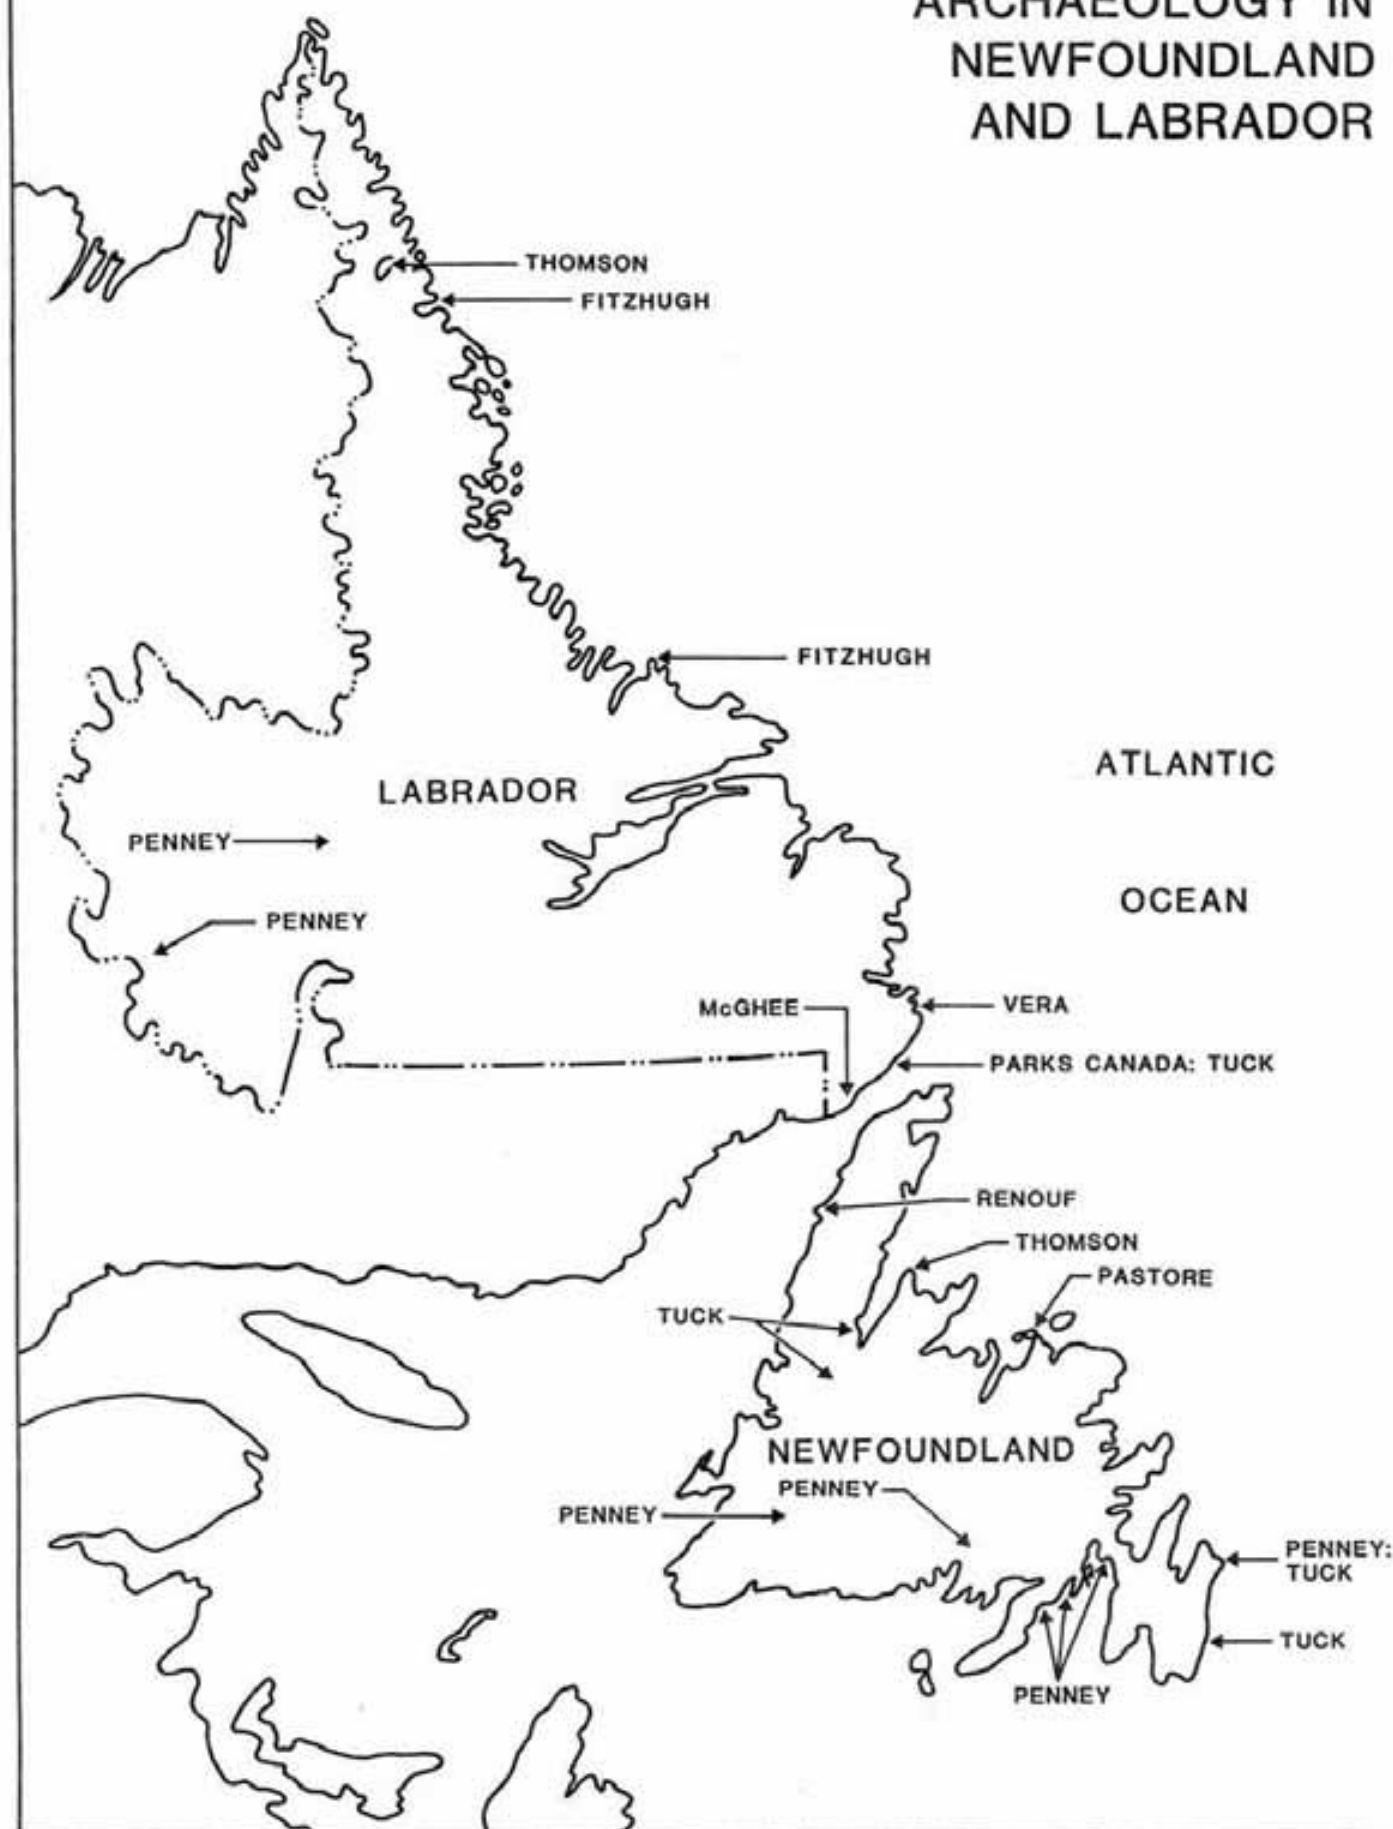 ARCHAEOLOGY IN
NEWFOUNDLAND
AND LABRADOR
THOMSON
FITZHUGH
FITZHUGH
ATLANTIC
LABRADOR
PENNEY
OCEAN
PENNEY
McGHEE
VERA
PARKS CANADA: TUCK
RENOUF
THOMSON
PASTORE
TUCK
NEWFOUNDLAND
PENNEY
PENNEY
PENNEY:
TUCK
TUCK
PENNEY